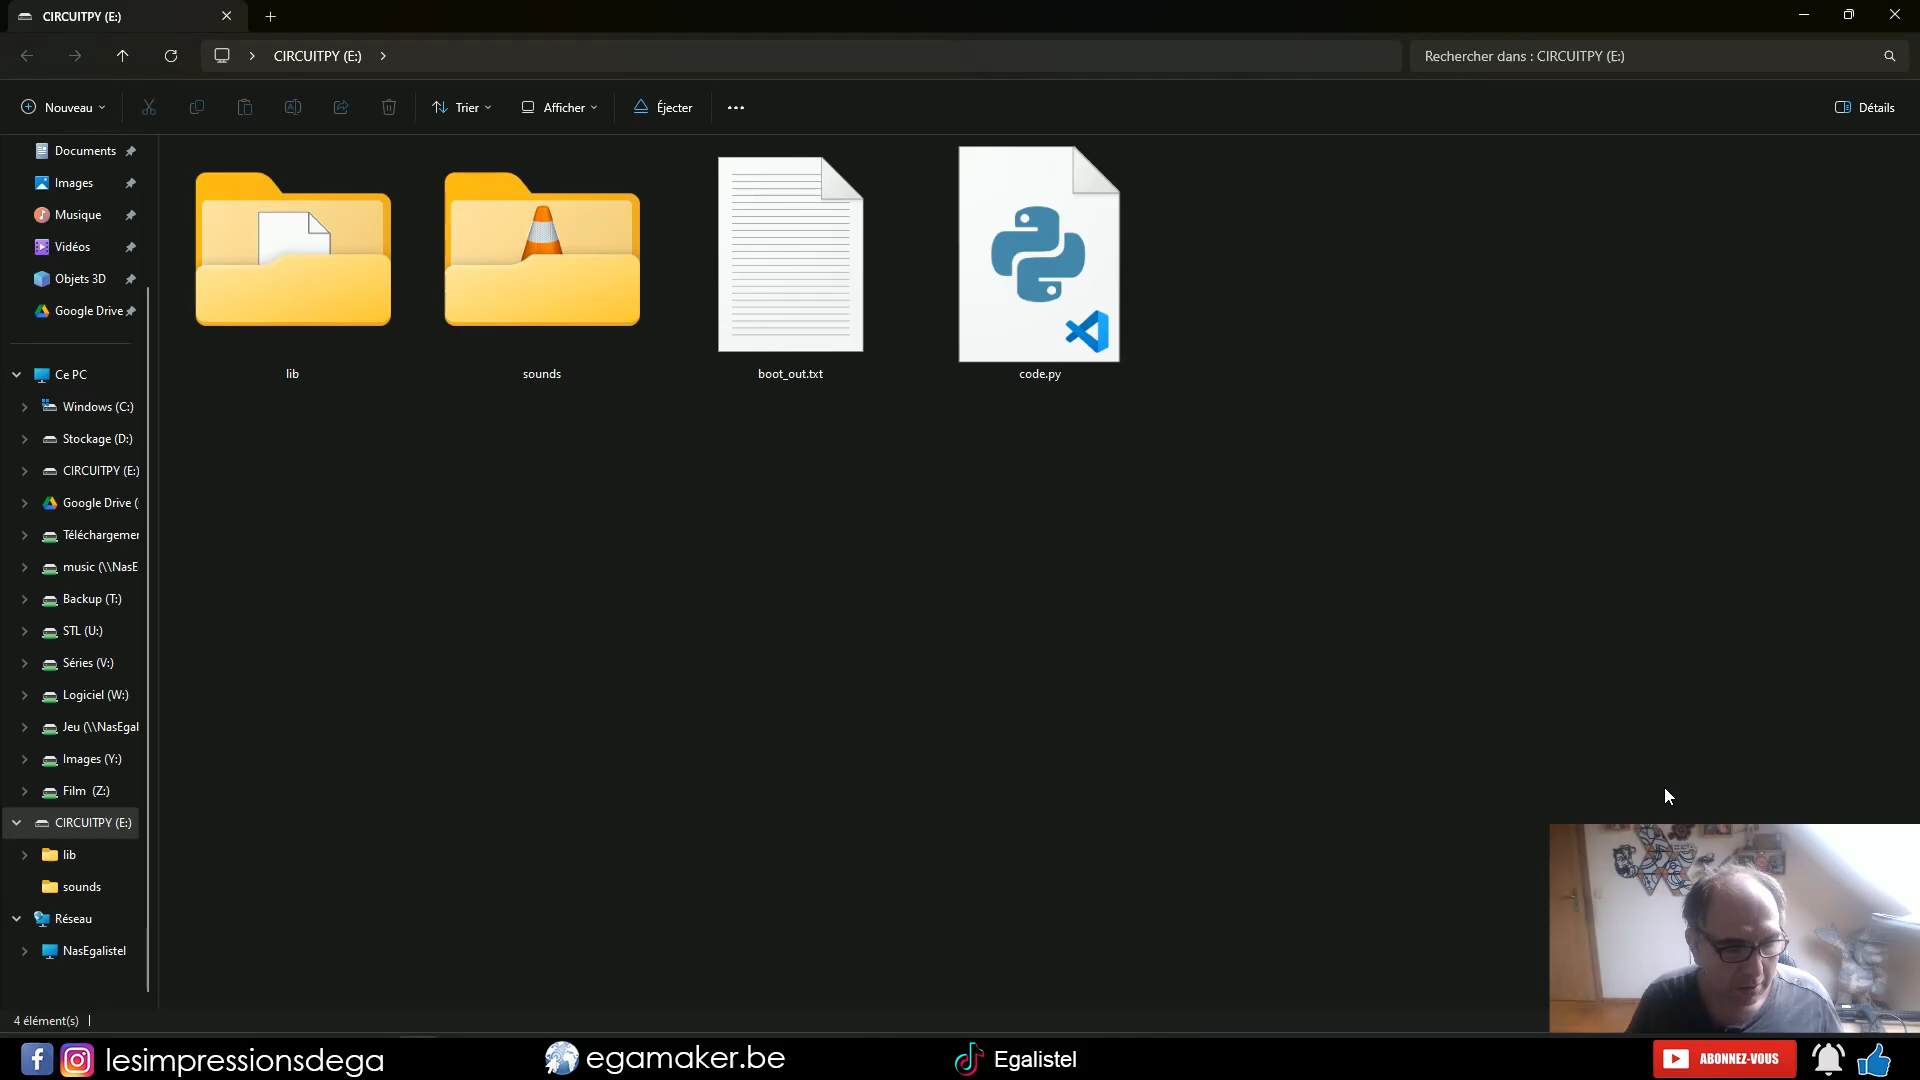 CIRCUITPY (E:)
CIRCUITPY (E:)
Rechercher dans : CIRCUITPY (E:)
Nouveau
Trier
Afficher
Éjecter
Détails
Documents
Images
Musique
Vidéos
Objets 3D
Google Drive
Ce PC
Windows (C:)
Stockage (D:)
CIRCUITPY (E:)
Google Drive (
Téléchargemer
music (\\NasE
Backup (T:)
STL (U:)
Séries (V:)
Logiciel (W:)
Jeu (\\NasEgal
Images (Y:)
Film (Z:)
CIRCUITPY (E:)
lib
sounds
Réseau
NasEgalistel
lib
sounds
boot_out.txt
code.py
4 élément(s)
lesimpressionsdega
egamaker.be
Egalistel
ABONNEZ-VOUS